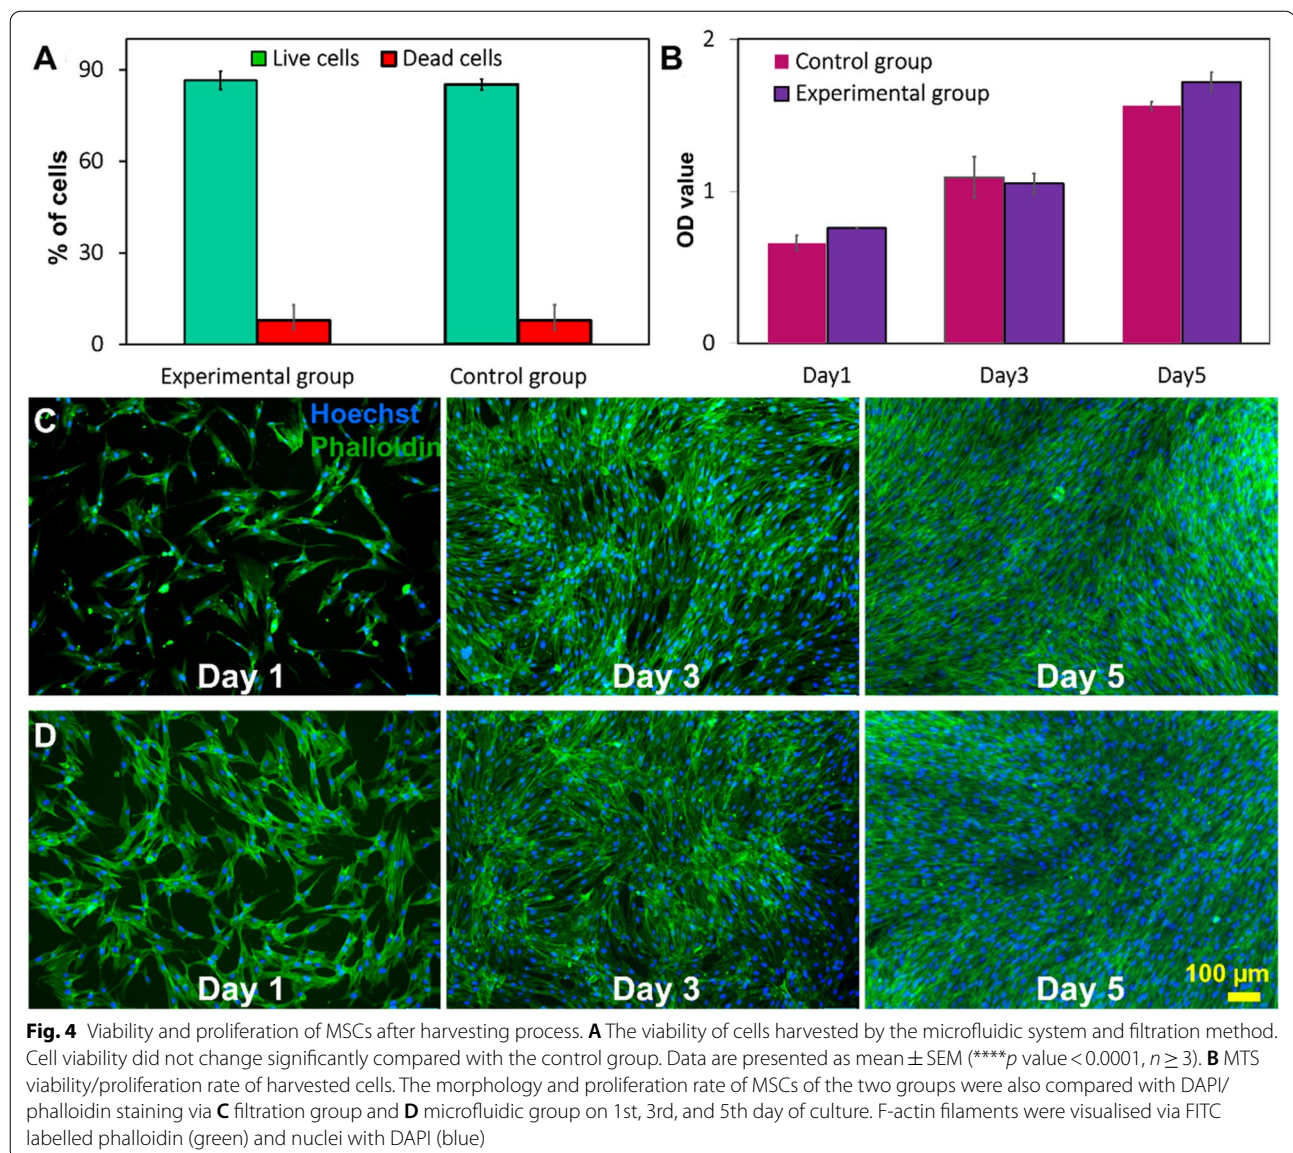 A
Live cells
Dead cells
90
60
30
0
% of cells
Experimental group
Control group
B
Control group
Experimental group
2
1
0
OD value
Day1
Day3
Day5
C
Hoechst
Phalloidin
Day 1
Day 3
Day 5
D
Day 1
Day 3
Day 5
100 µm
Fig. 4 Viability and proliferation of MSCs after harvesting process. A The viability of cells harvested by the microfluidic system and filtration method.
Cell viability did not change significantly compared with the control group. Data are presented as mean ± SEM (****p value < 0.0001, n ≥ 3). B MTS
viability/proliferation rate of harvested cells. The morphology and proliferation rate of MSCs of the two groups were also compared with DAPI/
phalloidin staining via C filtration group and D microfluidic group on 1st, 3rd, and 5th day of culture. F-actin filaments were visualised via FITC
labelled phalloidin (green) and nuclei with DAPI (blue)